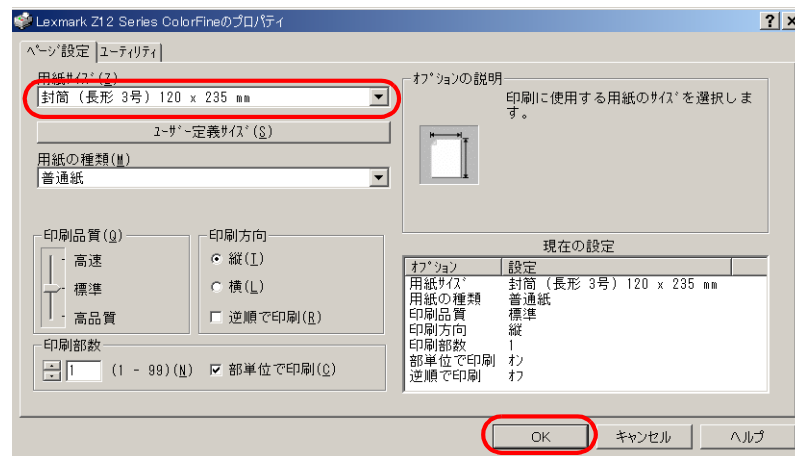 Lexmark Z12 Series ColorFineのプロパティ
ﾍﾟｰｼﾞ設定
ﾕｰﾃｨﾘﾃｨ
用紙ｻｲｽﾞ(Z)
封筒 (長形 3号) 120 x 235 mm
ﾕｰｻﾞｰ定義ｻｲｽﾞ(S)
用紙の種類(M)
普通紙
ｵﾌﾟｼｮﾝの説明
印刷に使用する用紙のｻｲｽﾞを選択しま
す。
印刷品質(Q)
高速
標準
高品質
印刷方向
縦(T)
横(L)
逆順で印刷(R)
印刷部数
1 (1 - 99)(N)
部単位で印刷(C)
現在の設定
ｵﾌﾟｼｮﾝ 設定
用紙ｻｲｽﾞ 封筒 (長形 3号) 120 x 235 mm
用紙の種類 普通紙
印刷品質 標準
印刷方向 縦
印刷部数 1
部単位で印刷 ｵﾝ
逆順で印刷 ｵﾌ
OK
キャンセル
ヘルプ